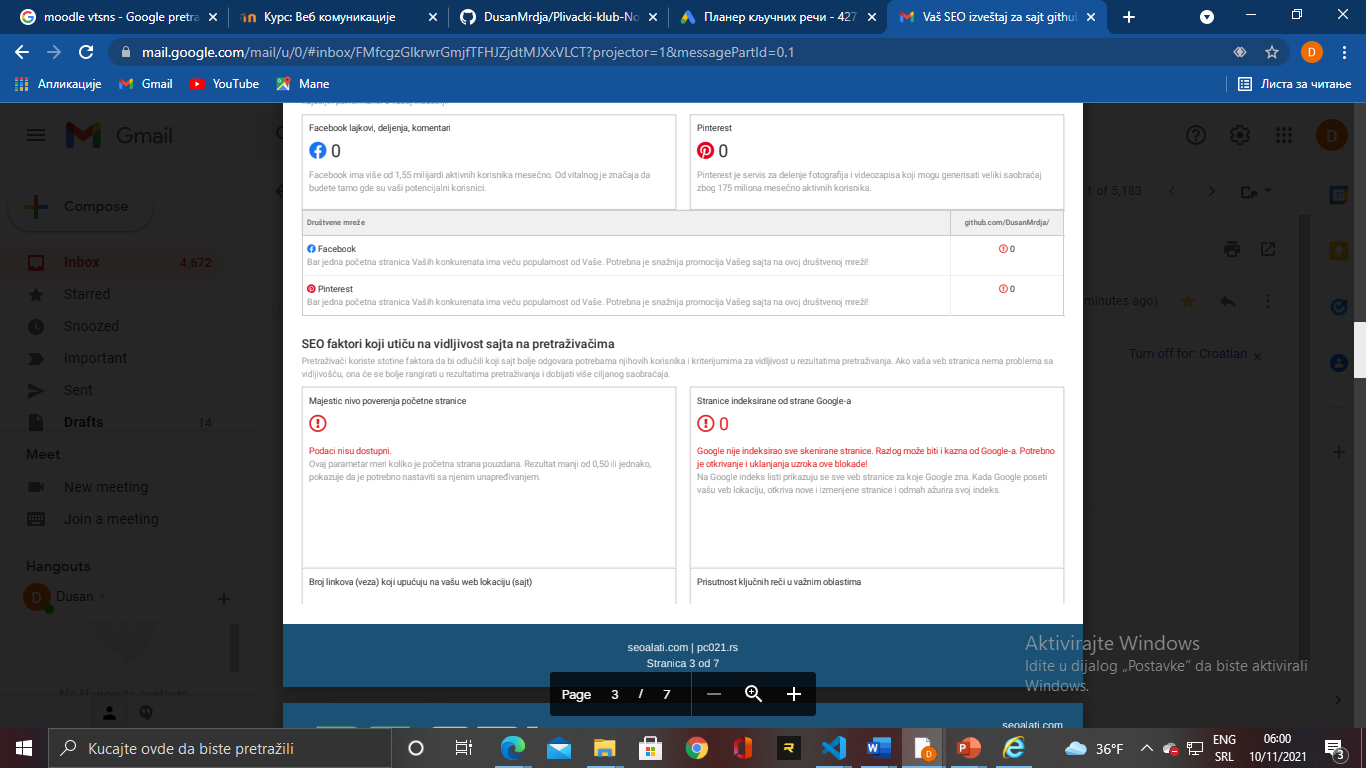 modle vtsns - Google pretra
Курс: Веб комуникације
DusanMrdja/Plivacki-klub-No
Планер кључних речи - 427
Vaš SEO izveštaj za sajt github
mail.google.com/mail/u/0/#inbox/FMfcgzGlkrwrGmjfTFHJZjdtMJXxVLCT?projector=1&messagePartId=0.1
D
Апликације
Gmail
YouTube
Мапе
Листа за читање
Gmail
D
Compose
1 of 5,183
Inbox 4,672
Starred
Snoozed
minutes ago)
Important
Turn off for: Croatian
Sent
Drafts 14
Meet
New meeting
Join a meeting
Hangouts
D Dusan
No Hangouts contacts
Facebook lajkovi, deljenja, komentari
0
Facebook ima više od 1,55 milijardi aktivnih korisnika mesečno. Od vitalnog je značaja da
budete tamo gde su vaši potencijalni korisnici.
Pinterest
0
Pinterest je servis za delenje fotografija i videozapisa koji mogu generisati veliki saobraćaj
zbog 175 miliona mesečno aktivnih korisnika.
Društvene mreže
github.com/DusanMrdja/
Facebook
0
Bar jedna početna stranica Vaših konkurenata ima veću popularnost od Vaše. Potrebna je snažnija promocija Vašeg sajta na ovoj društvenoj mreži!
Pinterest
0
Bar jedna početna stranica Vaših konkurenata ima veću popularnost od Vaše. Potrebna je snažnija promocija Vašeg sajta na ovoj društvenoj mreži!
SEO faktori koji utiču na vidljivost sajta na pretraživačima
Pretraživači koriste stotine faktora da bi odlučili koji sajt bolje odgovara potrebama njihovih korisnika i kriterijumima za vidljivost u rezultatima pretraživanja. Ako vaša veb stranica nema problema sa
vidljivošću, ona će se bolje rangirati u rezultatima pretraživanja i dobijati više ciljanog saobraćaja.
Majestic nivo poverenja početne stranice
Podaci nisu dostupni.
Ovaj parametar meri koliko je početna strana pouzdana. Rezultat manji od 0,50 ili jednako,
pokazuje da je potrebno nastaviti sa njenim unapređivanjem.
Stranice indeksirane od strane Google-a
0
Google nije indeksirao sve skenirane stranice. Razlog može biti i kazna od Google-a. Potrebno
je otkrivanje i uklanjanja uzroka ove blokade!
Na Google indeks listi prikazuju se sve veb stranice za koje Google zna. Kada Google poseti
vašu veb lokaciju, otkriva nove i izmenjene stranice i odmah ažurira svoj indeks.
Broj linkova (veza) koji upućuju na vašu web lokaciju (sajt)
Prisutnost ključnih reči u važnim oblastima
seoalati.com | pc021.rs
Stranica 3 od 7
Page 3 / 7
seoalati.com
Aktivirajte Windows
Idite u dijalog „Postavke“ da biste aktivirali
Windows.
Kucajte ovde da biste pretražili
36°F
ENG
SRL
06:00
10/11/2021
3